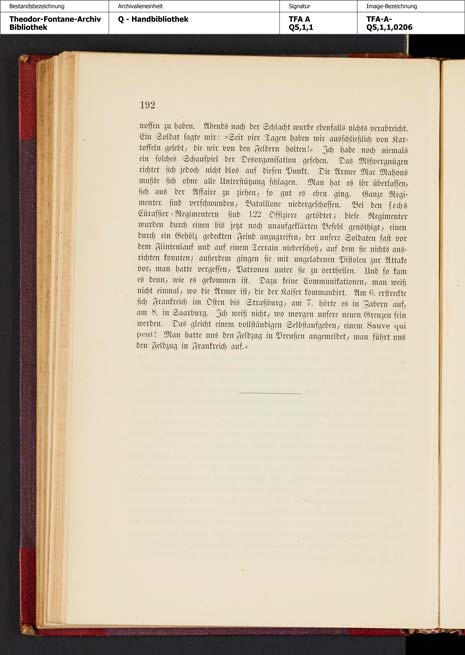 Bestandsbezeichnung
Theodor-Fontane-Archiv
Bibliothek
Archivalieneinheit
Q - Handbibliothek
Signatur
TFA A
Q5,1,1
Image-Bezeichnung
TFA-A-
Q5,1,1,0206
192
noffen zu haben. Abends nach der Schlacht wurde ebenfalls nichts verabreicht.
Ein Soldat sagte mir: »Seit vier Tagen haben wir ausschließlich von Kar-
toffeln gelebt, die wir von den Feldern holten!« Ich habe noch niemals
ein solches Schauspiel der Desorganisation gesehen. Das Mißvergnügen
richtet sich jedoch nicht blos auf diesen Punkt. Die Armee Mac Mahons
mußte sich ohne alle Unterstützung schlagen. Man hat es ihr überlassen,
sich aus der Affaire zu ziehen, so gut es eben ging. Ganze Regi-
menter sind verschwunden, Bataillone niedergeschossen. Bei den sechs
Cürassier-Regimentern sind 122 Offiziere getödtet; diese Regimenter
wurden durch einen bis jetzt noch unaufgeklärten Befehl genöthigt, einen
durch ein Gehölz gedeckten Feind anzugreifen, der unsere Soldaten fast vor
dem Flintenlauf und auf einem Terrain niederschoß, auf dem sie nichts aus-
richten konnten; außerdem gingen sie mit ungeladenen Pistolen zur Attake
vor, man hatte vergessen, Patronen unter sie zu vertheilen. Und so kam
es denn, wie es gekommen ist. Dazu keine Communikationen, man weiß
nicht einmal, wo die Armee ist, die der Kaiser kommandirt. Am 6. erstreckte
sich Frankreich im Osten bis Straßburg, am 7. hörte es in Zabern auf,
am 8. in Saarburg. Ich weiß nicht, wo morgen unsere neuen Grenzen sein
werden. Das gleicht einem vollständigen Selbstaufgeben, einem Sauve qui
peut! Man hatte uns den Feldzug in Preußen angemeldet, man führt uns
den Feldzug in Frankreich auf.«